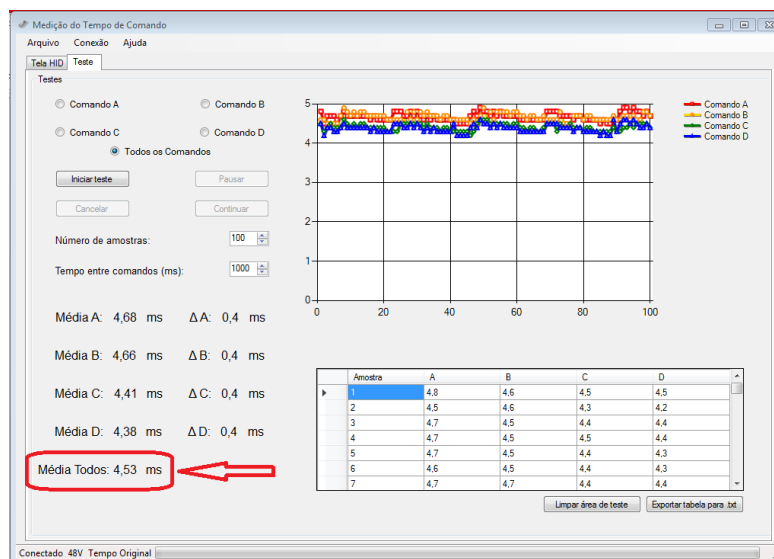 Medição do Tempo de Comando
Arquivo Conexão Ajuda
Tela HID Teste
Testes
Comando A Comando B
Comando C Comando D
Todos os Comandos
Iniciar teste Pausar
Cancelar Continuar
Número de amostras: 100
Tempo entre comandos (ms): 1000
Média A: 4,68 ms Δ A: 0,4 ms
Média B: 4,66 ms Δ B: 0,4 ms
Média C: 4,41 ms Δ C: 0,4 ms
Média D: 4,38 ms Δ D: 0,4 ms
Média Todos: 4,53 ms
5
4
3
2
1
0
0 20 40 60 80 100
Comando A
Comando B
Comando C
Comando D
Amostra A B C D
1 4,8 4,6 4,5 4,5
2 4,5 4,6 4,3 4,2
3 4,7 4,5 4,4 4,4
4 4,7 4,5 4,5 4,4
5 4,7 4,5 4,4 4,3
6 4,6 4,5 4,4 4,3
7 4,7 4,7 4,4 4,4
Limpar área de teste Exportar tabela para .txt
Conectado 48V Tempo Original